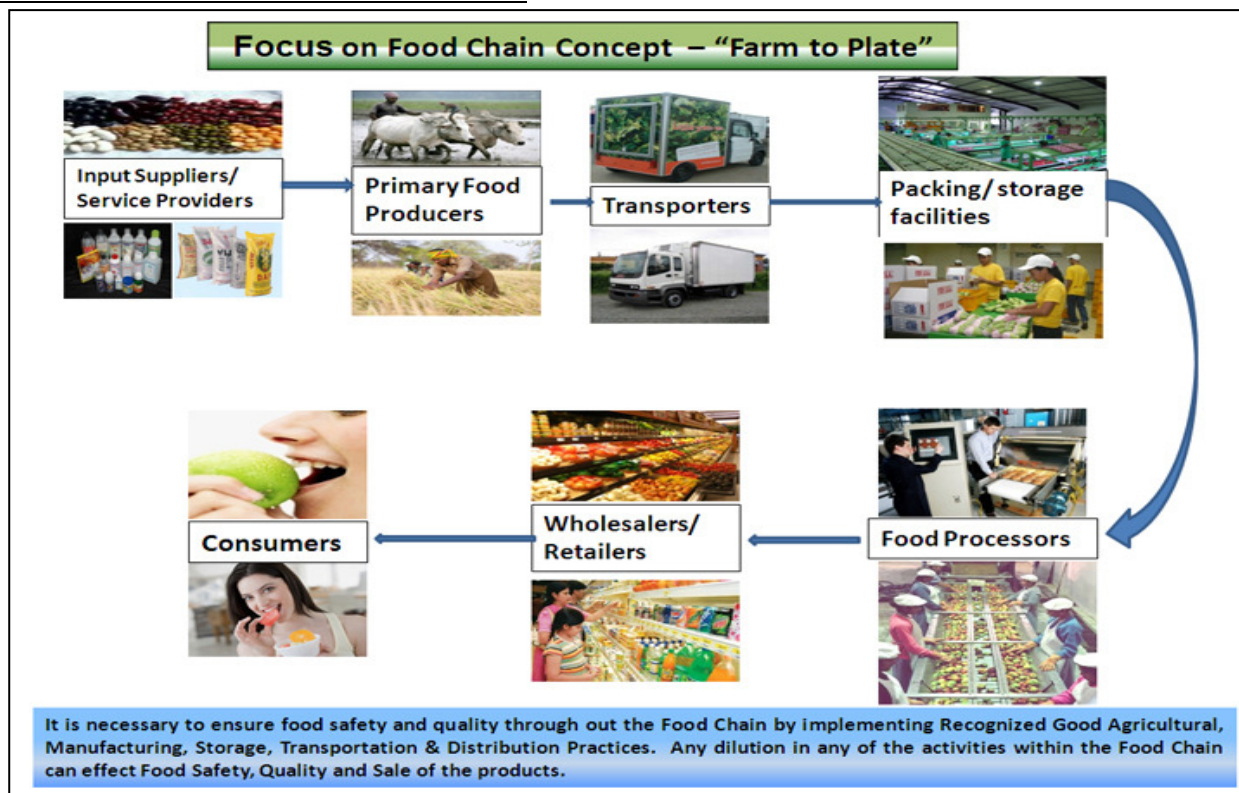 Focus on Food Chain Concept – “Farm to Plate”
Input Suppliers/
Service Providers
Primary Food
Producers
Transporters
Packing/ storage
facilities
Consumers
Wholesalers/
Retailers
Food Processors
It is necessary to ensure food safety and quality through out the Food Chain by implementing Recognized Good Agricultural,
Manufacturing, Storage, Transportation & Distribution Practices. Any dilution in any of the activities within the Food Chain
can effect Food Safety, Quality and Sale of the products.